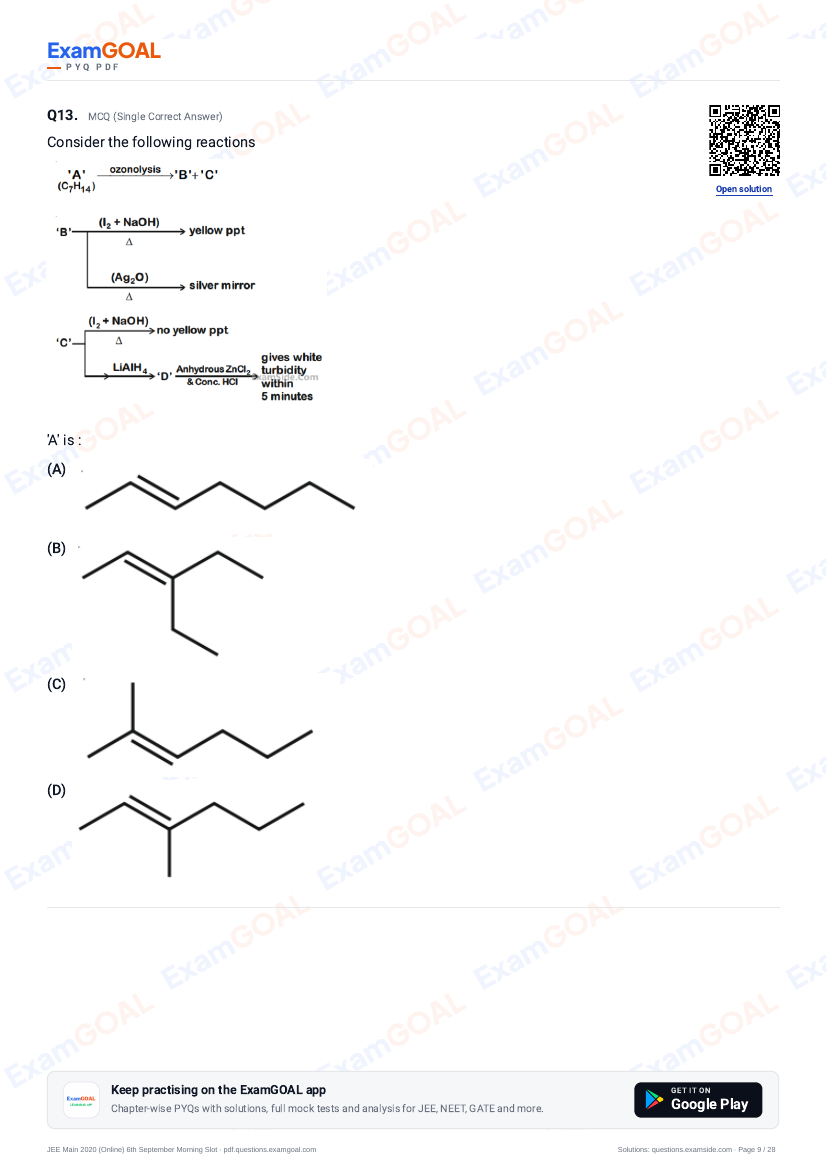 ExamGOAL
PYQ PDF
Q13. MCQ (Single Correct Answer)
Consider the following reactions
Open solution
'A' ozonolysis 'B'+'C'
(C₇H₁₄)
(I₂ + NaOH)
'B' yellow ppt
Δ
(Ag₂O)
silver mirror
Δ
(I₂ + NaOH)
no yellow ppt
'C' Δ
gives white
LiAlH₄ 'D' Anhydrous ZnCl₂ turbidity
& Conc. HCl within
5 minutes
'A' is :
(A)
(B)
(C)
(D)
Keep practising on the ExamGOAL app
Chapter-wise PYQs with solutions, full mock tests and analysis for JEE, NEET, GATE and more.
GET IT ON
Google Play
JEE Main 2020 (Online) 6th September Morning Slot · pdf.questions.examgoal.com
Solutions: questions.examside.com · Page 9 / 28